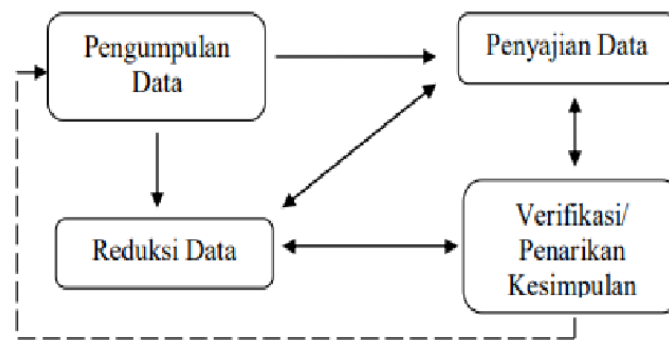 Pengumpulan
Data
Penyajian Data
Reduksi Data
Verifikasi/
Penarikan
Kesimpulan